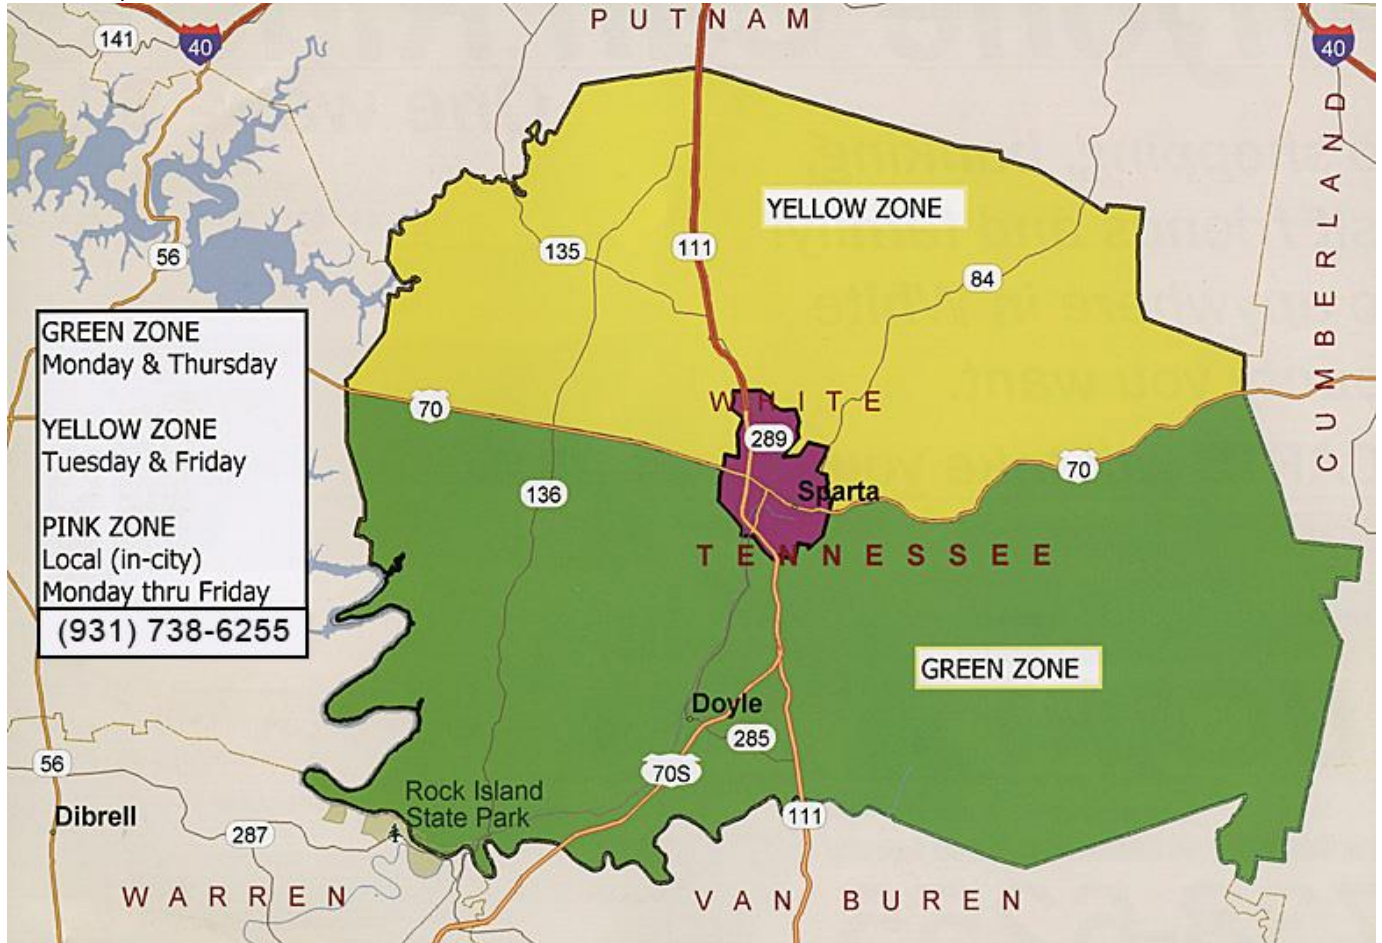 PUTNAM
141
40
40
CUMBERLAND
YELLOW ZONE
135
111
84
56
GREEN ZONE
Monday & Thursday
YELLOW ZONE
Tuesday & Friday
PINK ZONE
Local (in-city)
Monday thru Friday
(931) 738-6255
70
WHITE
289
70
136
Sparta
TENNESSEE
GREEN ZONE
Doyle
285
70S
56
Rock Island
State Park
Dibrell
287
111
WARREN
VAN BUREN